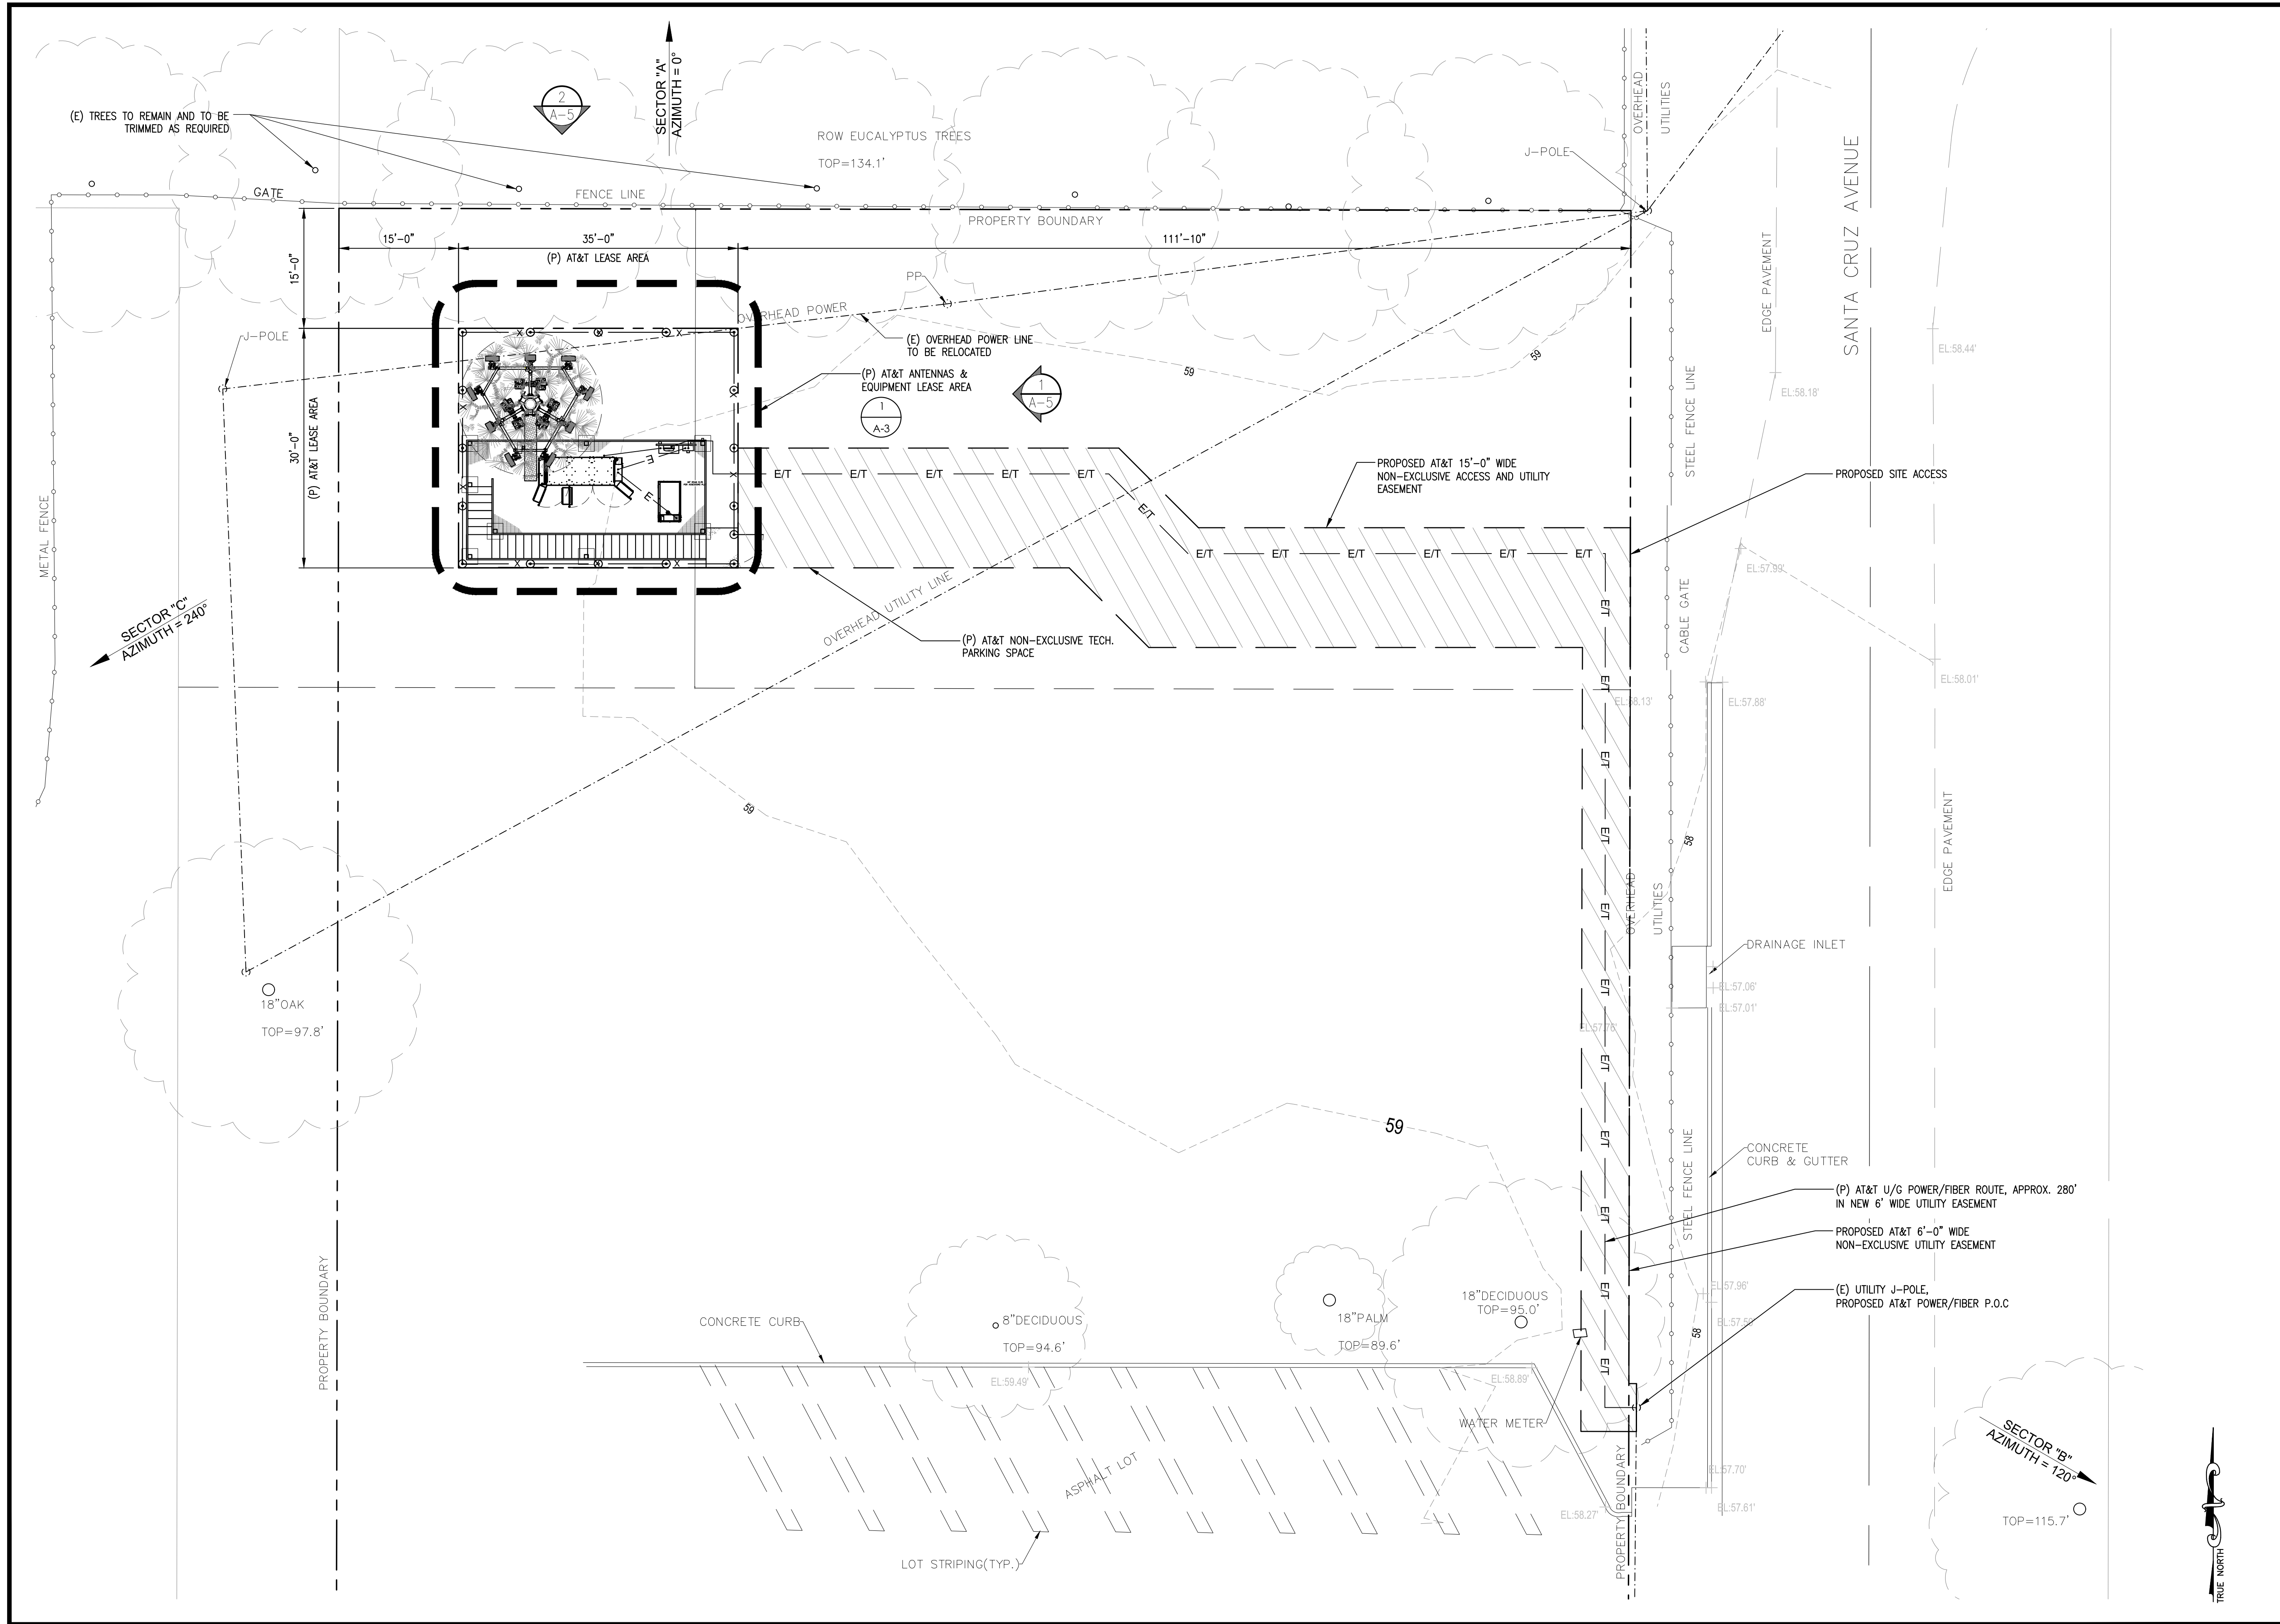 SECTOR "A"
AZIMUTH = 0°
2
A-5
(E) TREES TO REMAIN AND TO BE
TRIMMED AS REQUIRED
ROW EUCALYPTUS TREES
TOP=134.1'
OVERHEAD
UTILITIES
J-POLE
SANTA CRUZ AVENUE
GATE
FENCE LINE
PROPERTY BOUNDARY
15'-0"
35'-0"
(P) AT&T LEASE AREA
111'-10"
15'-0"
EDGE PAVEMENT
PP
OVERHEAD POWER
(E) OVERHEAD POWER LINE
TO BE RELOCATED
J-POLE
59
59
EL:58.44'
(P) AT&T ANTENNAS &
EQUIPMENT LEASE AREA
1
A-3
1
A-5
EL:58.18'
30'-0"
(P) AT&T LEASE AREA
STEEL FENCE LINE
X
X
X
X
X
X
X
X
X
X
E
E
E/T
E/T
E/T
E/T
E/T
E/T
PROPOSED AT&T 15'-0" WIDE
NON-EXCLUSIVE ACCESS AND UTILITY
EASEMENT
PROPOSED SITE ACCESS
METAL FENCE
E/T
E/T
E/T
E/T
E/T
E/T
E/T
EL:57.99'
SECTOR "C"
AZIMUTH = 240°
OVERHEAD UTILITY LINE
(P) AT&T NON-EXCLUSIVE TECH.
PARKING SPACE
CABLE GATE
E/T
E/T
EL:58.13'
EL:57.88'
EL:58.01'
E/T
59
E/T
58
EDGE PAVEMENT
OVERHEAD
UTILITIES
E/T
DRAINAGE INLET
E/T
EL:57.06'
EL:57.01'
18"OAK
TOP=97.8'
EL:57.76'
E/T
59
E/T
STEEL FENCE LINE
CONCRETE
CURB & GUTTER
(P) AT&T U/G POWER/FIBER ROUTE, APPROX. 280'
IN NEW 6' WIDE UTILITY EASEMENT
E/T
PROPOSED AT&T 6'-0" WIDE
NON-EXCLUSIVE UTILITY EASEMENT
E/T
EL:57.96'
(E) UTILITY J-POLE,
PROPOSED AT&T POWER/FIBER P.O.C
PROPERTY BOUNDARY
CONCRETE CURB
8"DECIDUOUS
TOP=94.6'
18"PALM
TOP=89.6'
18"DECIDUOUS
TOP=95.0'
58
E/T
EL:59.49'
EL:58.89'
WATER METER
ASPHALT LOT
SECTOR "B"
AZIMUTH = 120°
EL:57.70'
EL:57.61'
EL:58.27'
PROPERTY BOUNDARY
TOP=115.7'
LOT STRIPING(TYP.)
TRUE NORTH